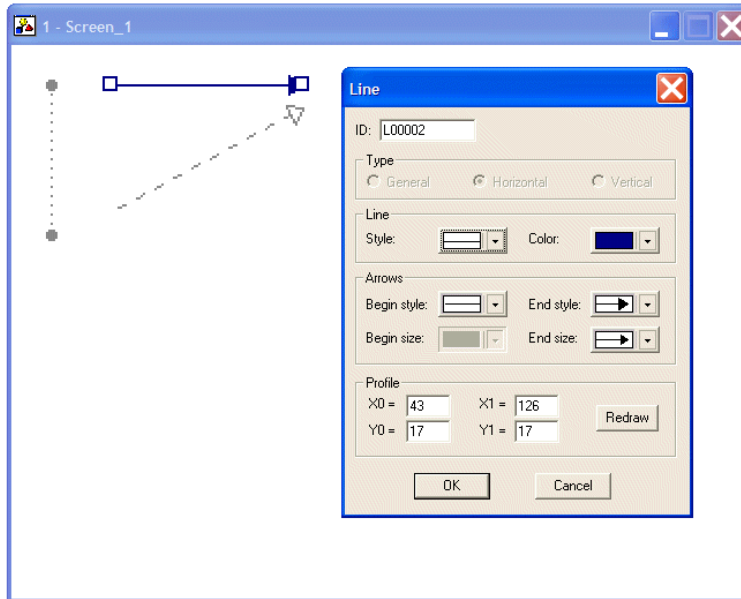 1 - Screen_1
Line
ID: L00002
Type
General Horizontal Vertical
Line
Style: Color:
Arrows
Begin style: End style:
Begin size: End size:
Profile
X0 = 43 X1 = 126
Y0 = 17 Y1 = 17
Redraw
OK Cancel